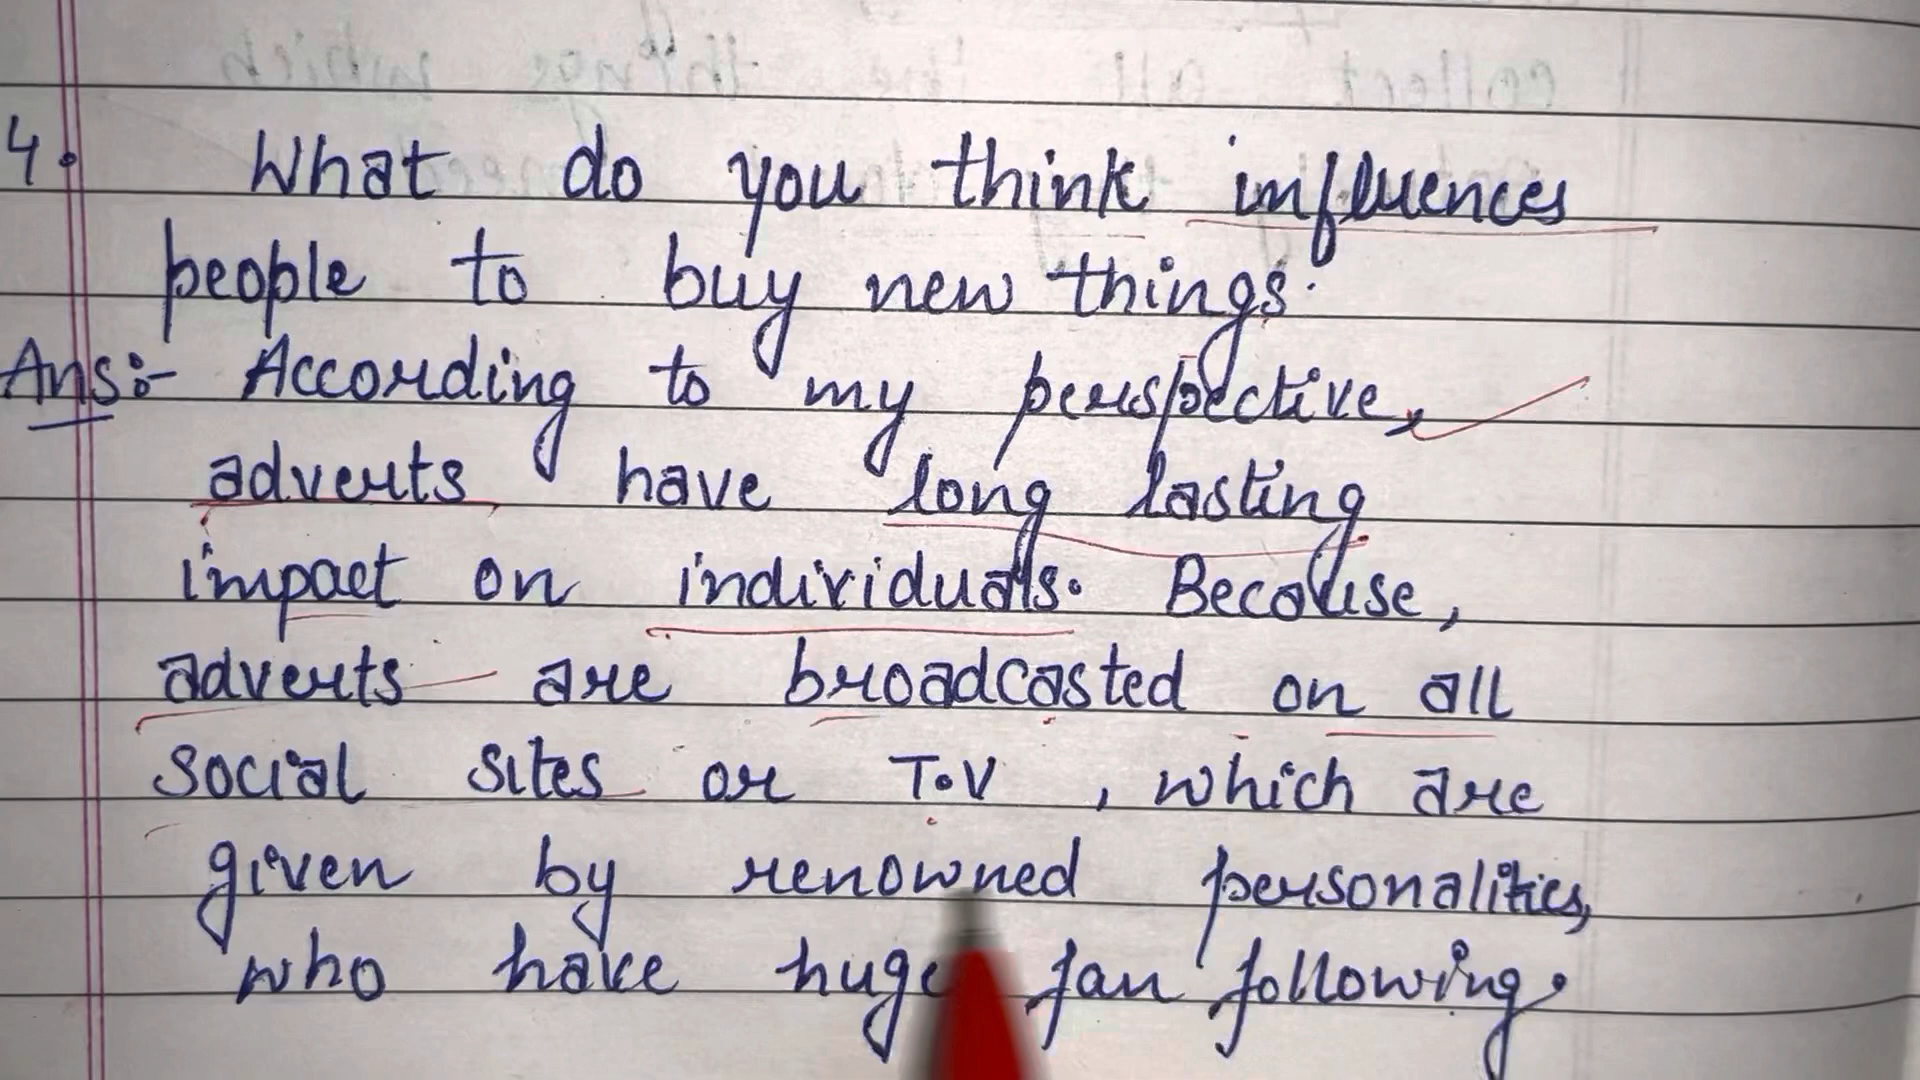 4. What do you think influences
people to buy new things.
Ans:- According to my perspective,
adverts have long lasting
impact on individuals. Because,
adverts are broadcasted on all
social sites or T.V , which are
given by renowned personalities,
who have huge fan following.